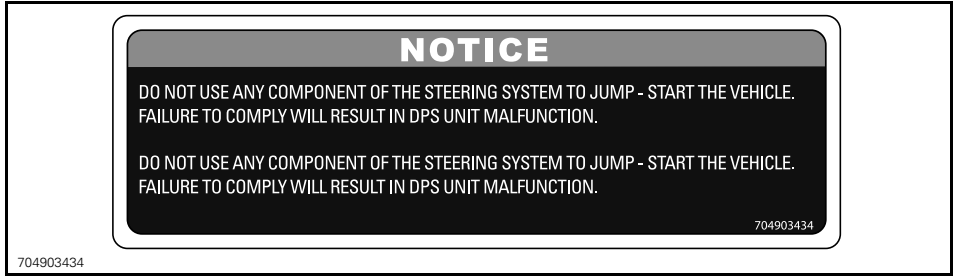 NOTICE
DO NOT USE ANY COMPONENT OF THE STEERING SYSTEM TO JUMP - START THE VEHICLE.
FAILURE TO COMPLY WILL RESULT IN DPS UNIT MALFUNCTION.
DO NOT USE ANY COMPONENT OF THE STEERING SYSTEM TO JUMP - START THE VEHICLE.
FAILURE TO COMPLY WILL RESULT IN DPS UNIT MALFUNCTION.
704903434
704903434